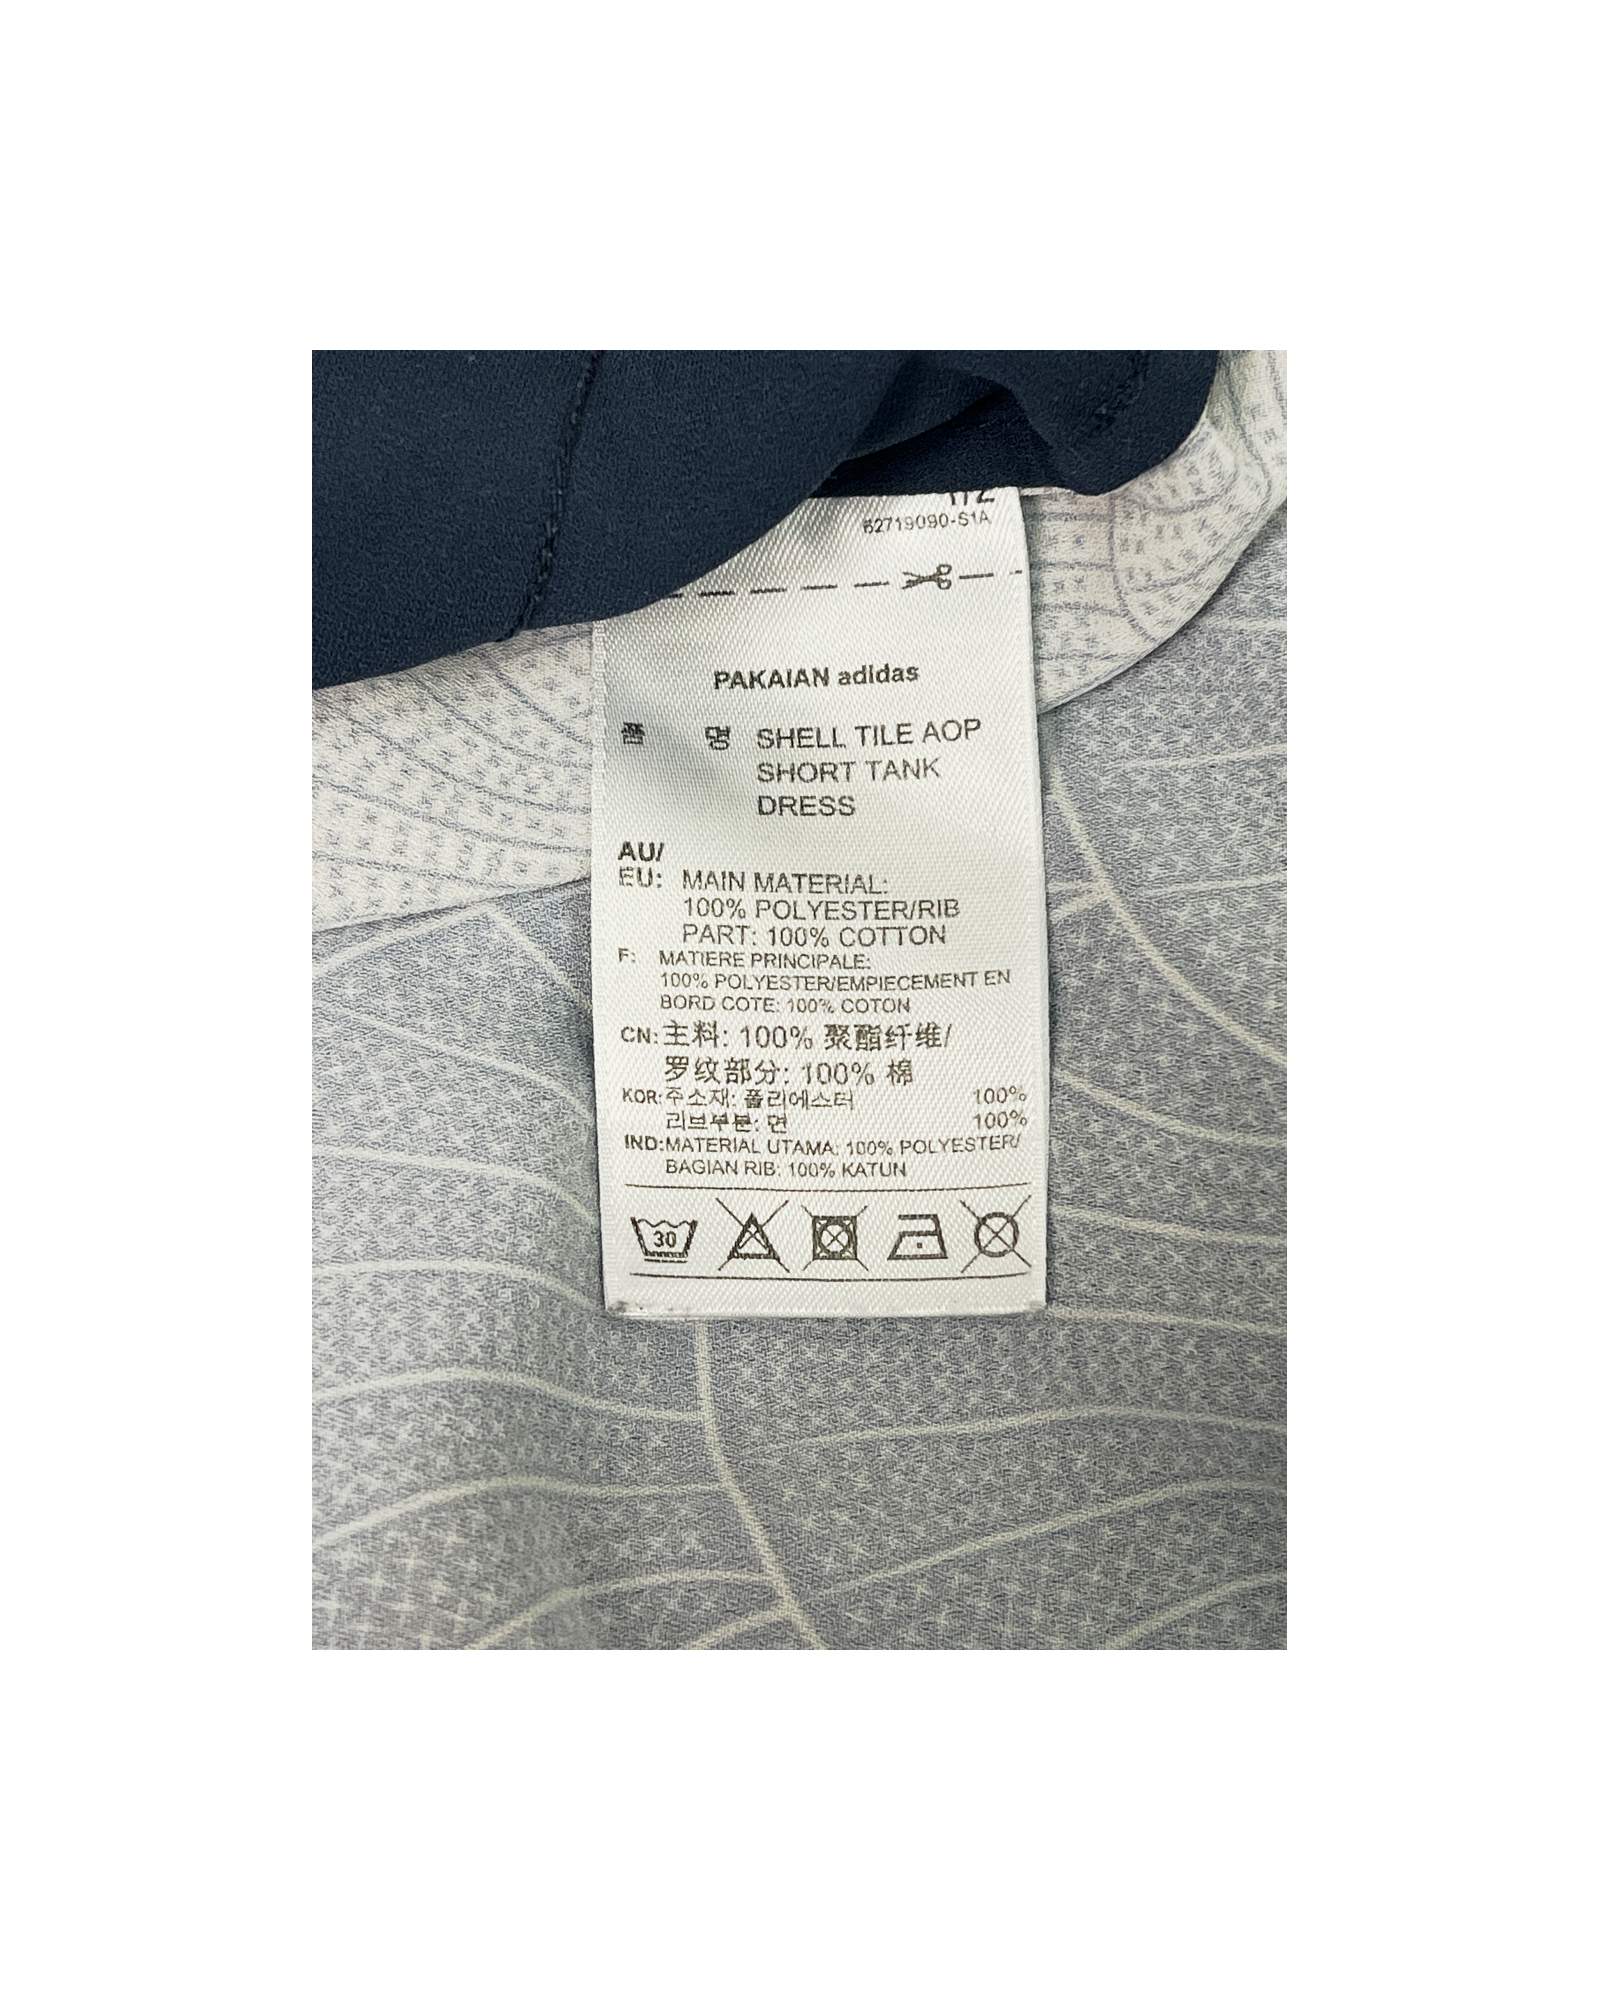 62719090-S1A
PAKAIAN adidas
품 명 SHELL TILE AOP
SHORT TANK
DRESS
AU/
EU: MAIN MATERIAL:
100% POLYESTER/RIB
PART: 100% COTTON
F: MATIERE PRINCIPALE:
100% POLYESTER/EMPIECEMENT EN
BORD COTE: 100% COTON
CN: 主料: 100% 聚酯纤维/
罗纹部分: 100% 棉
KOR: 주소재: 폴리에스터 100%
리브부분: 면 100%
IND: MATERIAL UTAMA: 100% POLYESTER/
BAGIAN RIB: 100% KATUN
30